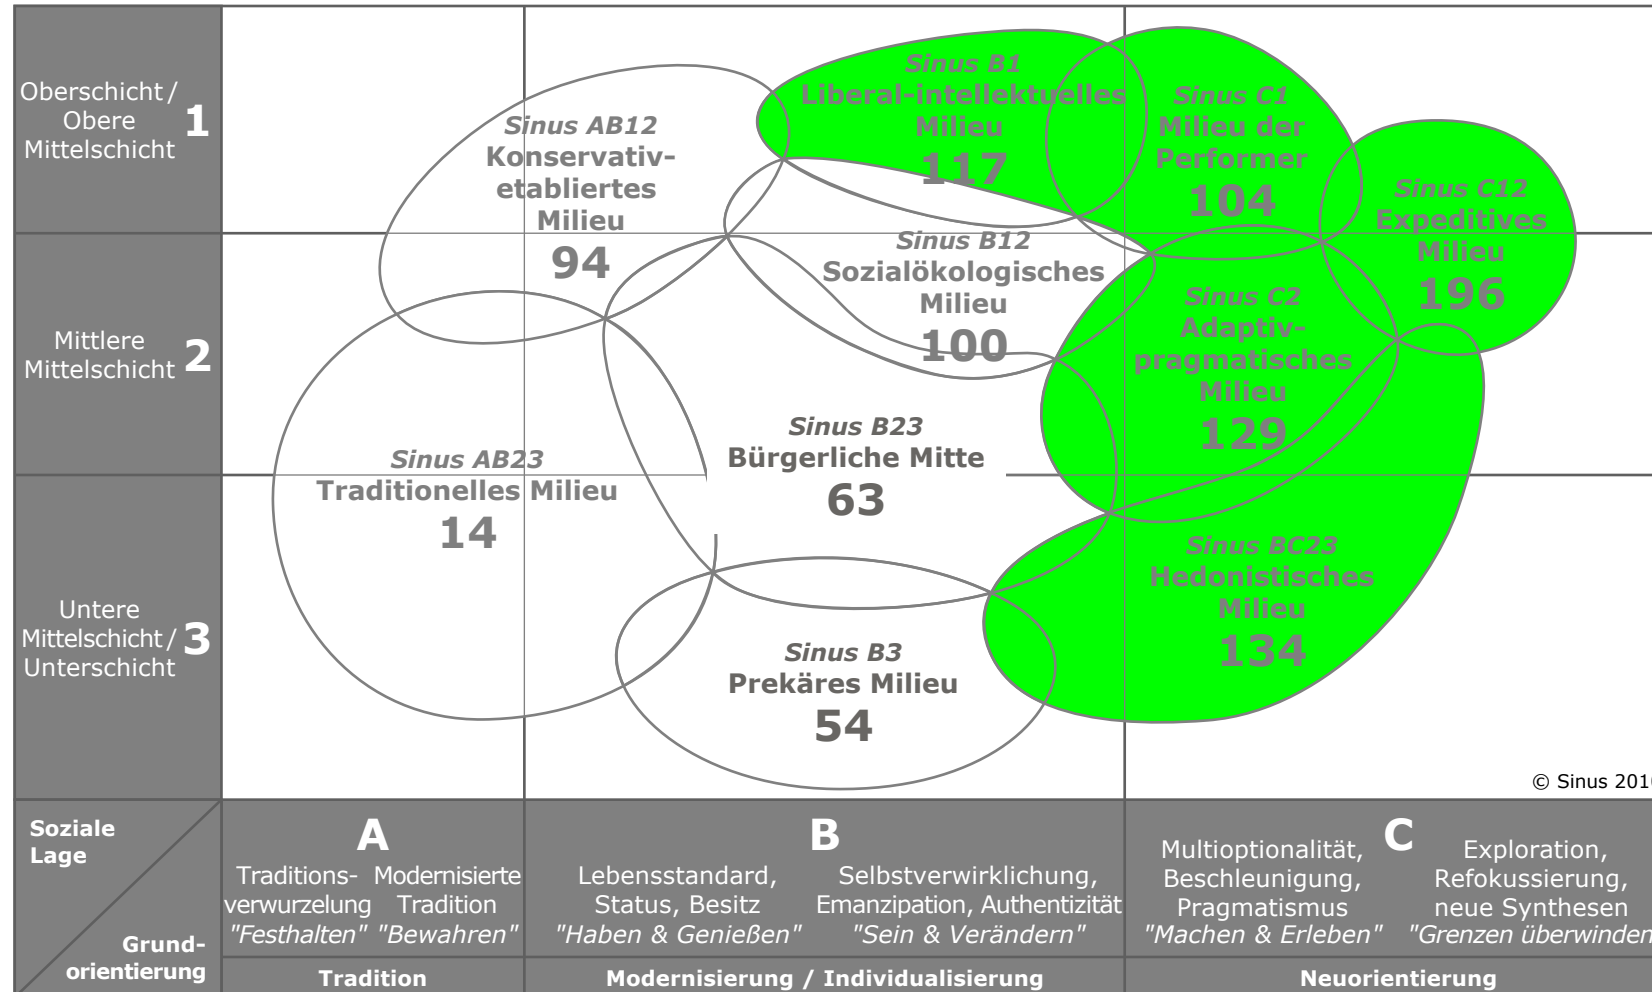 Oberschicht /
Obere
Mittelschicht
1
Mittlere
Mittelschicht
2
Untere
Mittelschicht /
Unterschicht
3
Sinus AB12
Konservativ-
etabliertes
Milieu
94
Sinus B1
Liberal-intellektuelles
Milieu
117
Sinus C1
Milieu der
Performer
104
Sinus C12
Expeditives
Milieu
196
Sinus B12
Sozialökologisches
Milieu
100
Sinus C2
Adaptiv-
pragmatisches
Milieu
129
Sinus AB23
Traditionelles Milieu
14
Sinus B23
Bürgerliche Mitte
63
Sinus BC23
Hedonistisches
Milieu
134
Sinus B3
Prekäres Milieu
54
© Sinus 201
Soziale
Lage
Grund-
orientierung
A
Traditions-
verwurzelung
"Festhalten"
Modernisierte
Tradition
"Bewahren"
Tradition
B
Lebensstandard,
Status, Besitz
"Haben & Genießen"
Selbstverwirklichung,
Emanzipation, Authentizität
"Sein & Verändern"
Modernisierung / Individualisierung
C
Multioptionalität,
Beschleunigung,
Pragmatismus
"Machen & Erleben"
Exploration,
Refokussierung,
neue Synthesen
"Grenzen überwinden
Neuorientierung